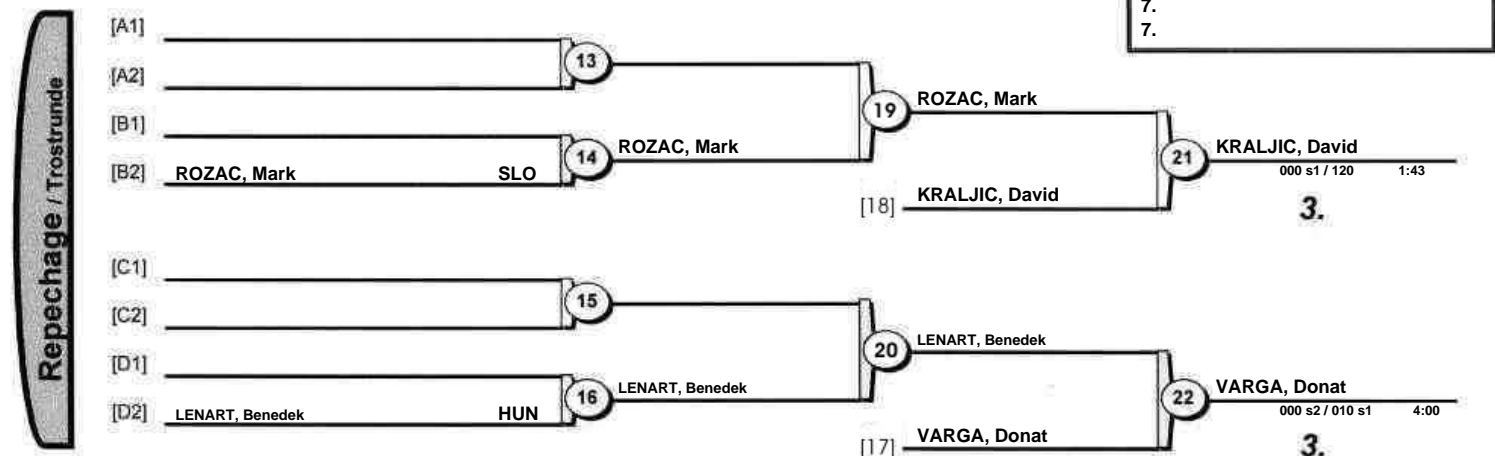 7.
7.
Repechage / Trostrunde
[A1]
13
[A2]
19 ROZAC, Mark
[B1]
14 ROZAC, Mark
21 KRALJIC, David
000 s1 / 120 1:43
[B2] ROZAC, Mark SLO
[18] KRALJIC, David
3.
[C1]
15
[C2]
20 LENART, Benedek
[D1]
16 LENART, Benedek
22 VARGA, Donat
000 s2 / 010 s1 4:00
[D2] LENART, Benedek HUN
[17] VARGA, Donat
3.